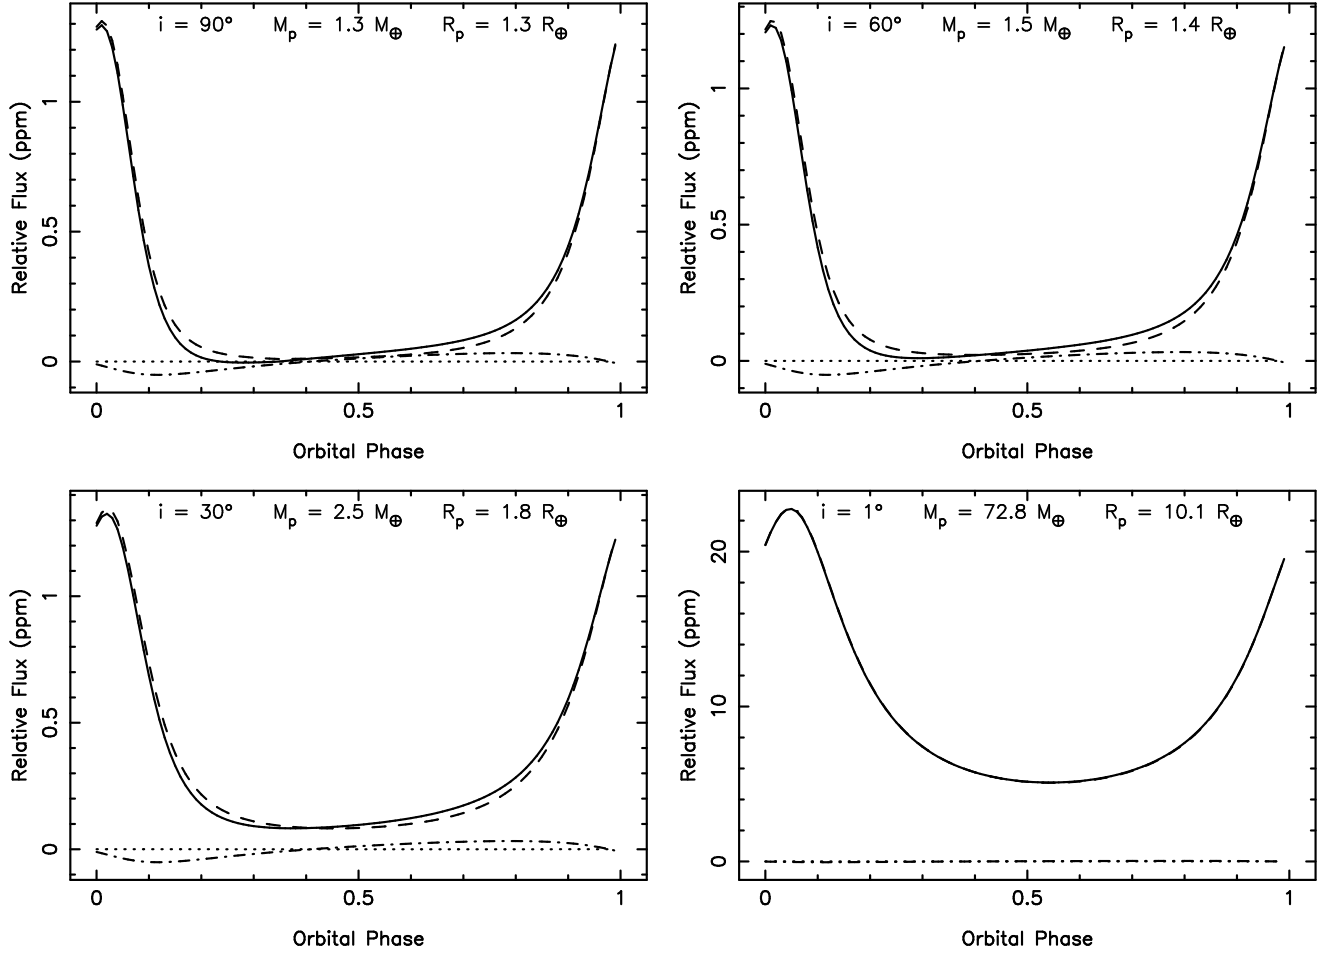 i = 90° M_p = 1.3 M_⊕ R_p = 1.3 R_⊕
Relative Flux (ppm)
1
0.5
0
0 0.5 1
Orbital Phase
i = 60° M_p = 1.5 M_⊕ R_p = 1.4 R_⊕
Relative Flux (ppm)
1
0.5
0
0 0.5 1
Orbital Phase
i = 30° M_p = 2.5 M_⊕ R_p = 1.8 R_⊕
Relative Flux (ppm)
1
0.5
0
0 0.5 1
Orbital Phase
i = 1° M_p = 72.8 M_⊕ R_p = 10.1 R_⊕
Relative Flux (ppm)
20
10
0
0 0.5 1
Orbital Phase